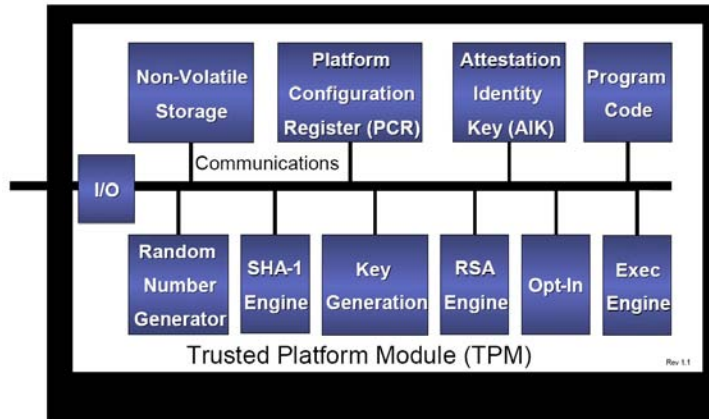 Non-Volatile
Storage
Platform
Configuration
Register (PCR)
Attestation
Identity
Key (AIK)
Program
Code
Communications
I/O
Random
Number
Generator
SHA-1
Engine
Key
Generation
RSA
Engine
Opt-In
Exec
Engine
Trusted Platform Module (TPM)
Rev 1.1